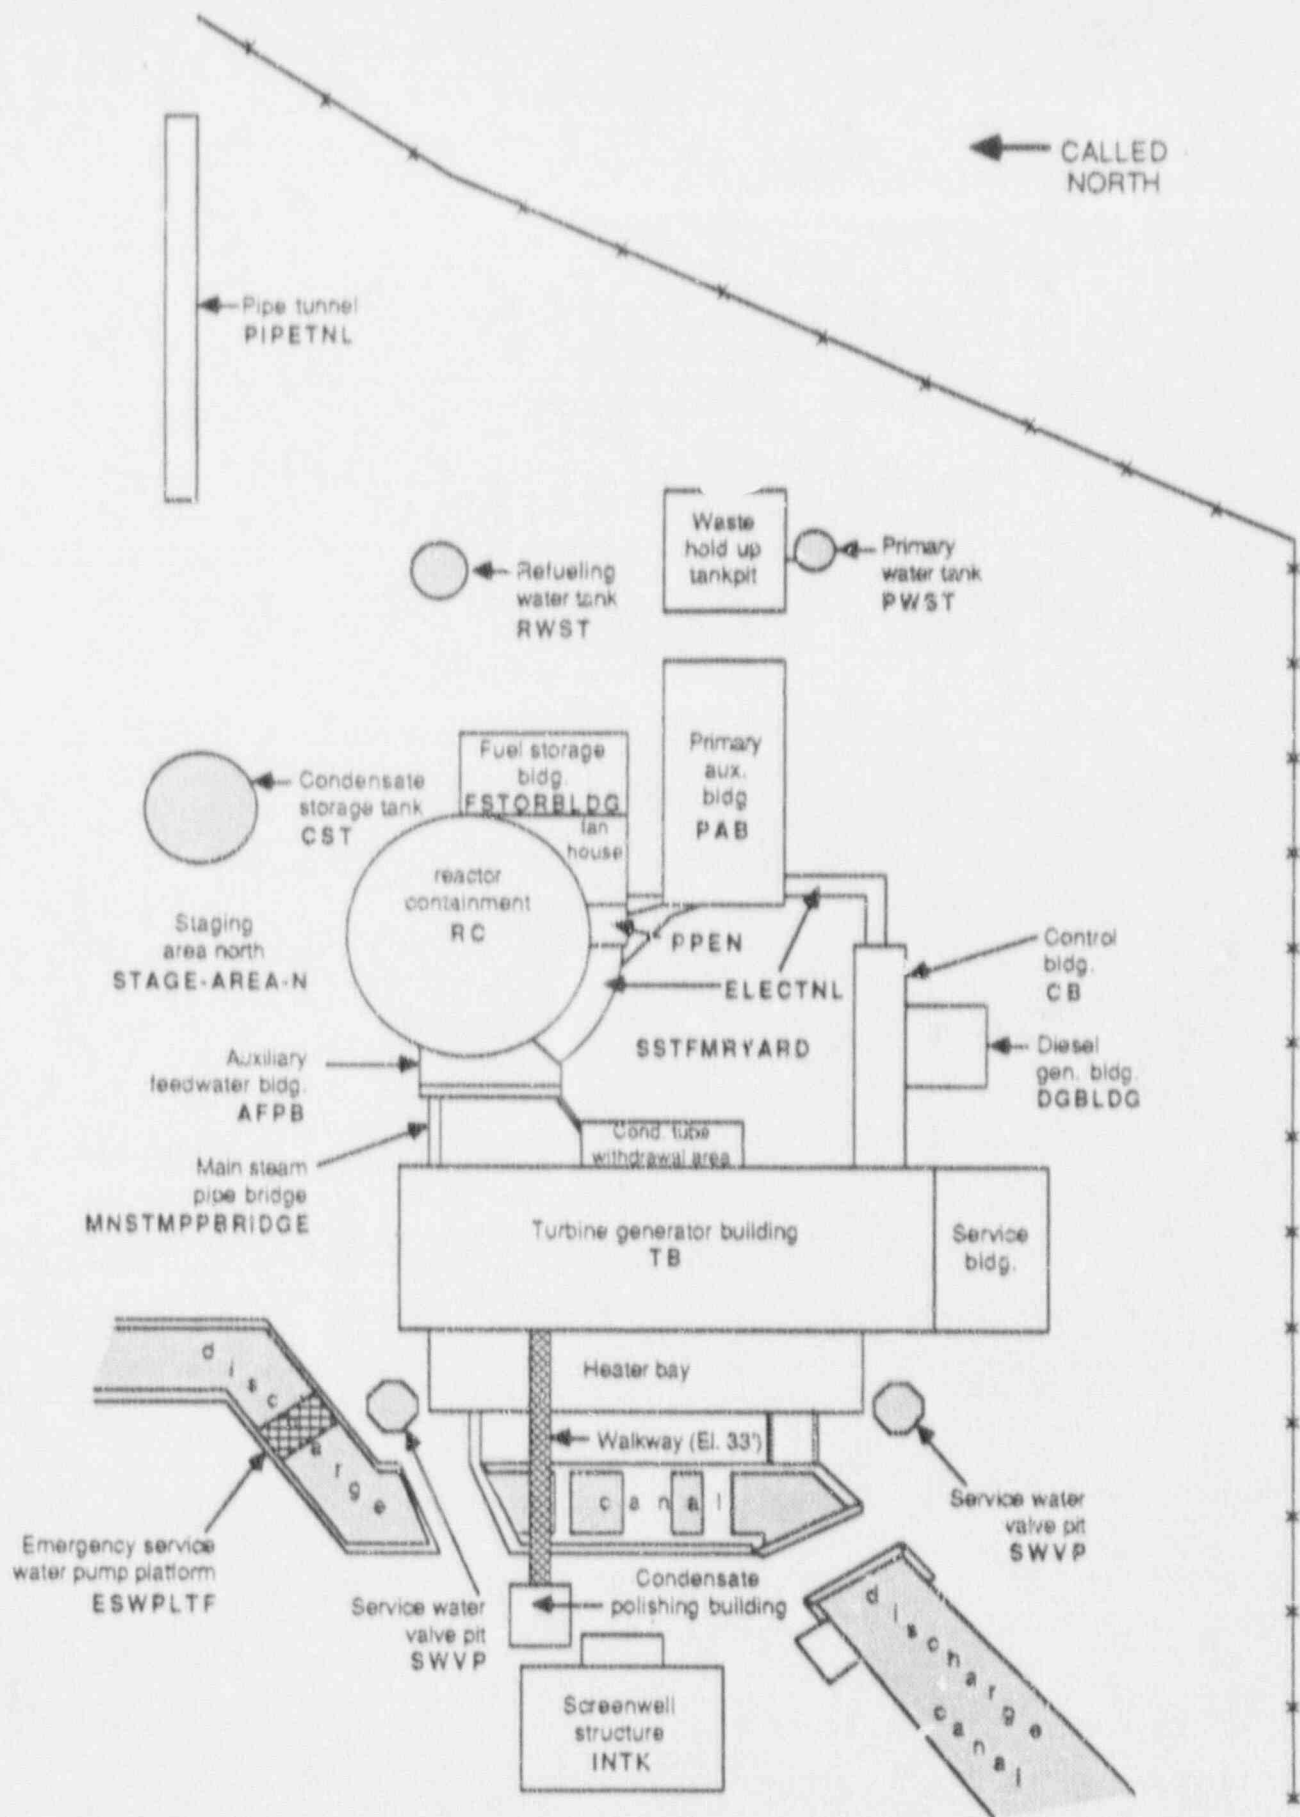 CALLED
NORTH
Pipe tunnel
PIPETNL
Waste
hold up
tankpit
Primary
water tank
PWST
Refueling
water tank
RWST
Fuel storage
bldg.
FSTORBLDG
fan
house
Primary
aux.
bldg
PAB
Condensate
storage tank
CST
reactor
containment
RC
Staging
area north
STAGE-AREA-N
PPEN
ELECTNL
Control
bldg.
CB
SSTFMRYARD
Diesel
gen. bldg.
DGBLDG
Auxiliary
feedwater bldg.
AFPB
Cond. tube
withdrawal area
Main steam
pipe bridge
MNSTMPPBRIDGE
Turbine generator building
TB
Service
bldg.
Heater bay
disc arge
Walkway (El. 33')
canal
Service water
valve pit
SWVP
Emergency service
water pump platform
ESWPLTF
Service water
valve pit
SWVP
Condensate
polishing building
discharge
canal
Screenwell
structure
INTK